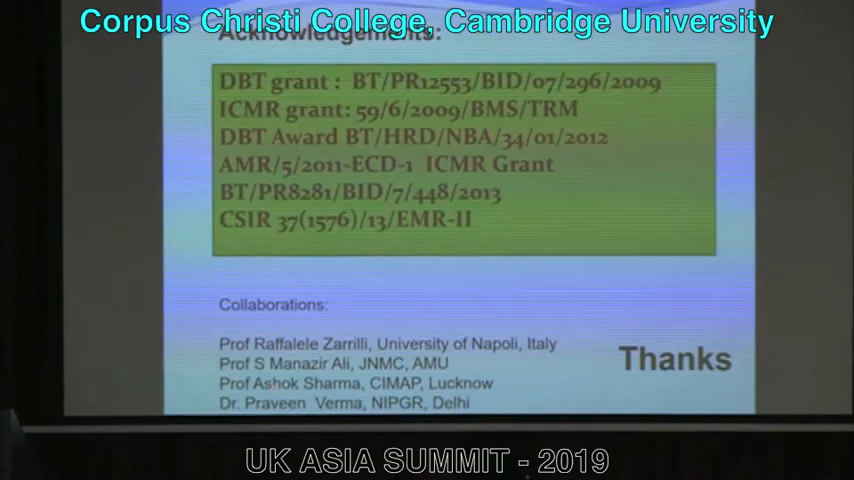 Corpus Christi College, Cambridge University
Acknowledgements:
DBT grant : BT/PR12553/BID/07/296/2009
ICMR grant: 59/6/2009/BMS/TRM
DBT Award BT/HRD/NBA/34/01/2012
AMR/5/2011-ECD-1 ICMR Grant
BT/PR8281/BID/7/448/2013
CSIR 37(1576)/13/EMR-II
Collaborations:
Prof Raffalele Zarrilli, University of Napoli, Italy
Prof S Manazir Ali, JNMC, AMU
Prof Ashok Sharma, CIMAP, Lucknow
Dr. Praveen Verma, NIPGR, Delhi
Thanks
UK ASIA SUMMIT - 2019